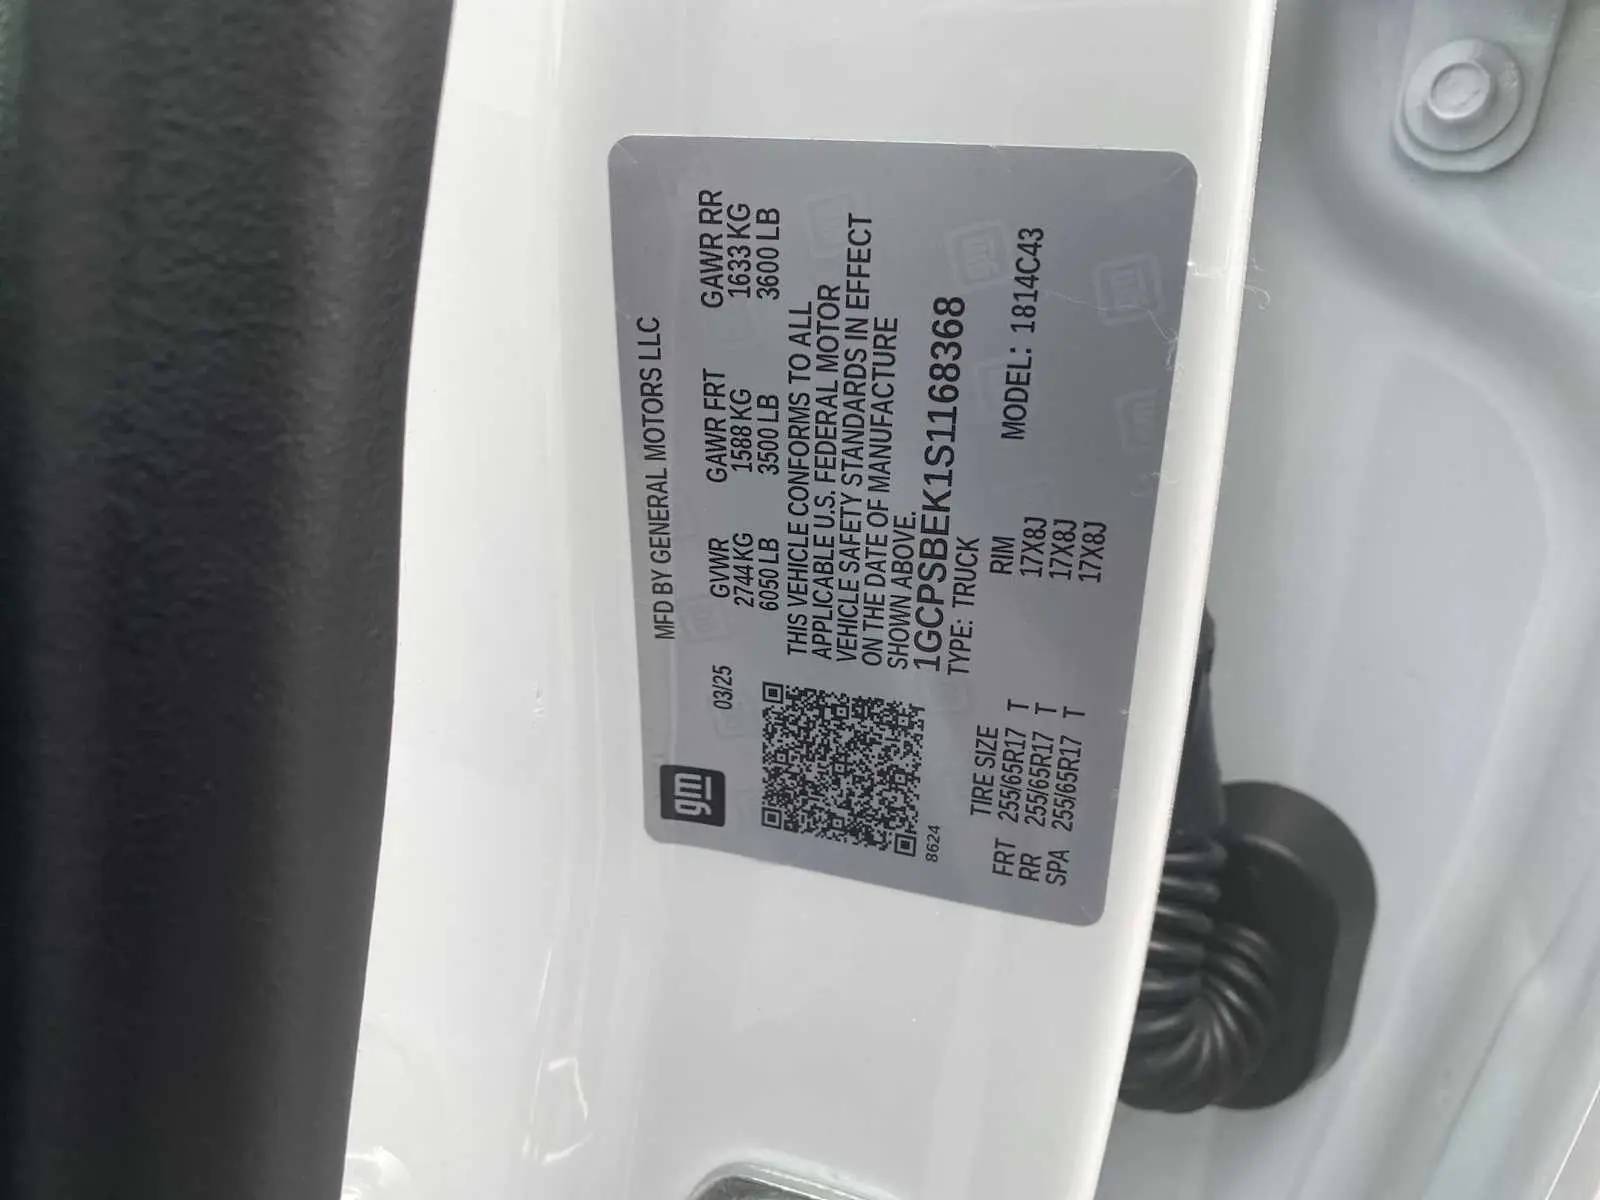 MFD BY GENERAL MOTORS LLC
gm
03/25
GVWR GAWR FRT GAWR RR
2744 KG 1588 KG 1633 KG
6050 LB 3500 LB 3600 LB
THIS VEHICLE CONFORMS TO ALL
APPLICABLE U.S. FEDERAL MOTOR
VEHICLE SAFETY STANDARDS IN EFFECT
ON THE DATE OF MANUFACTURE
SHOWN ABOVE.
1GCPSBEK1S1168368
TYPE: TRUCK
MODEL: 1814C43
8624
TIRE SIZE RIM
FRT 255/65R17 T 17X8J
RR 255/65R17 T 17X8J
SPA 255/65R17 T 17X8J